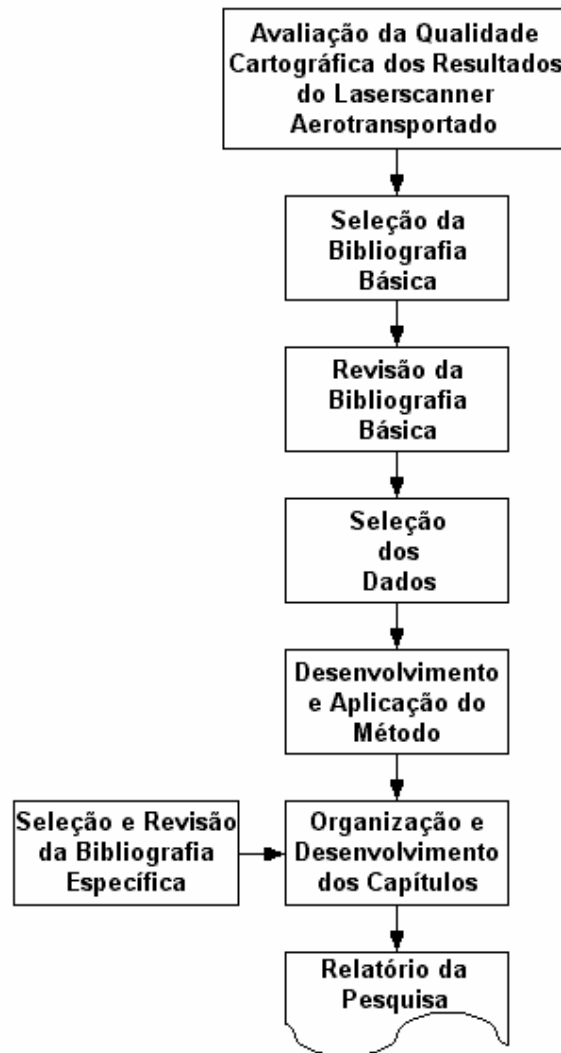 Avaliação da Qualidade
Cartográfica dos Resultados
do Laserscanner
Aerotransportado
Seleção da
Bibliografia
Básica
Revisão da
Bibliografia
Básica
Seleção
dos
Dados
Desenvolvimento
e Aplicação do
Método
Seleção e Revisão
da Bibliografia
Específica
Organização e
Desenvolvimento
dos Capítulos
Relatório da
Pesquisa